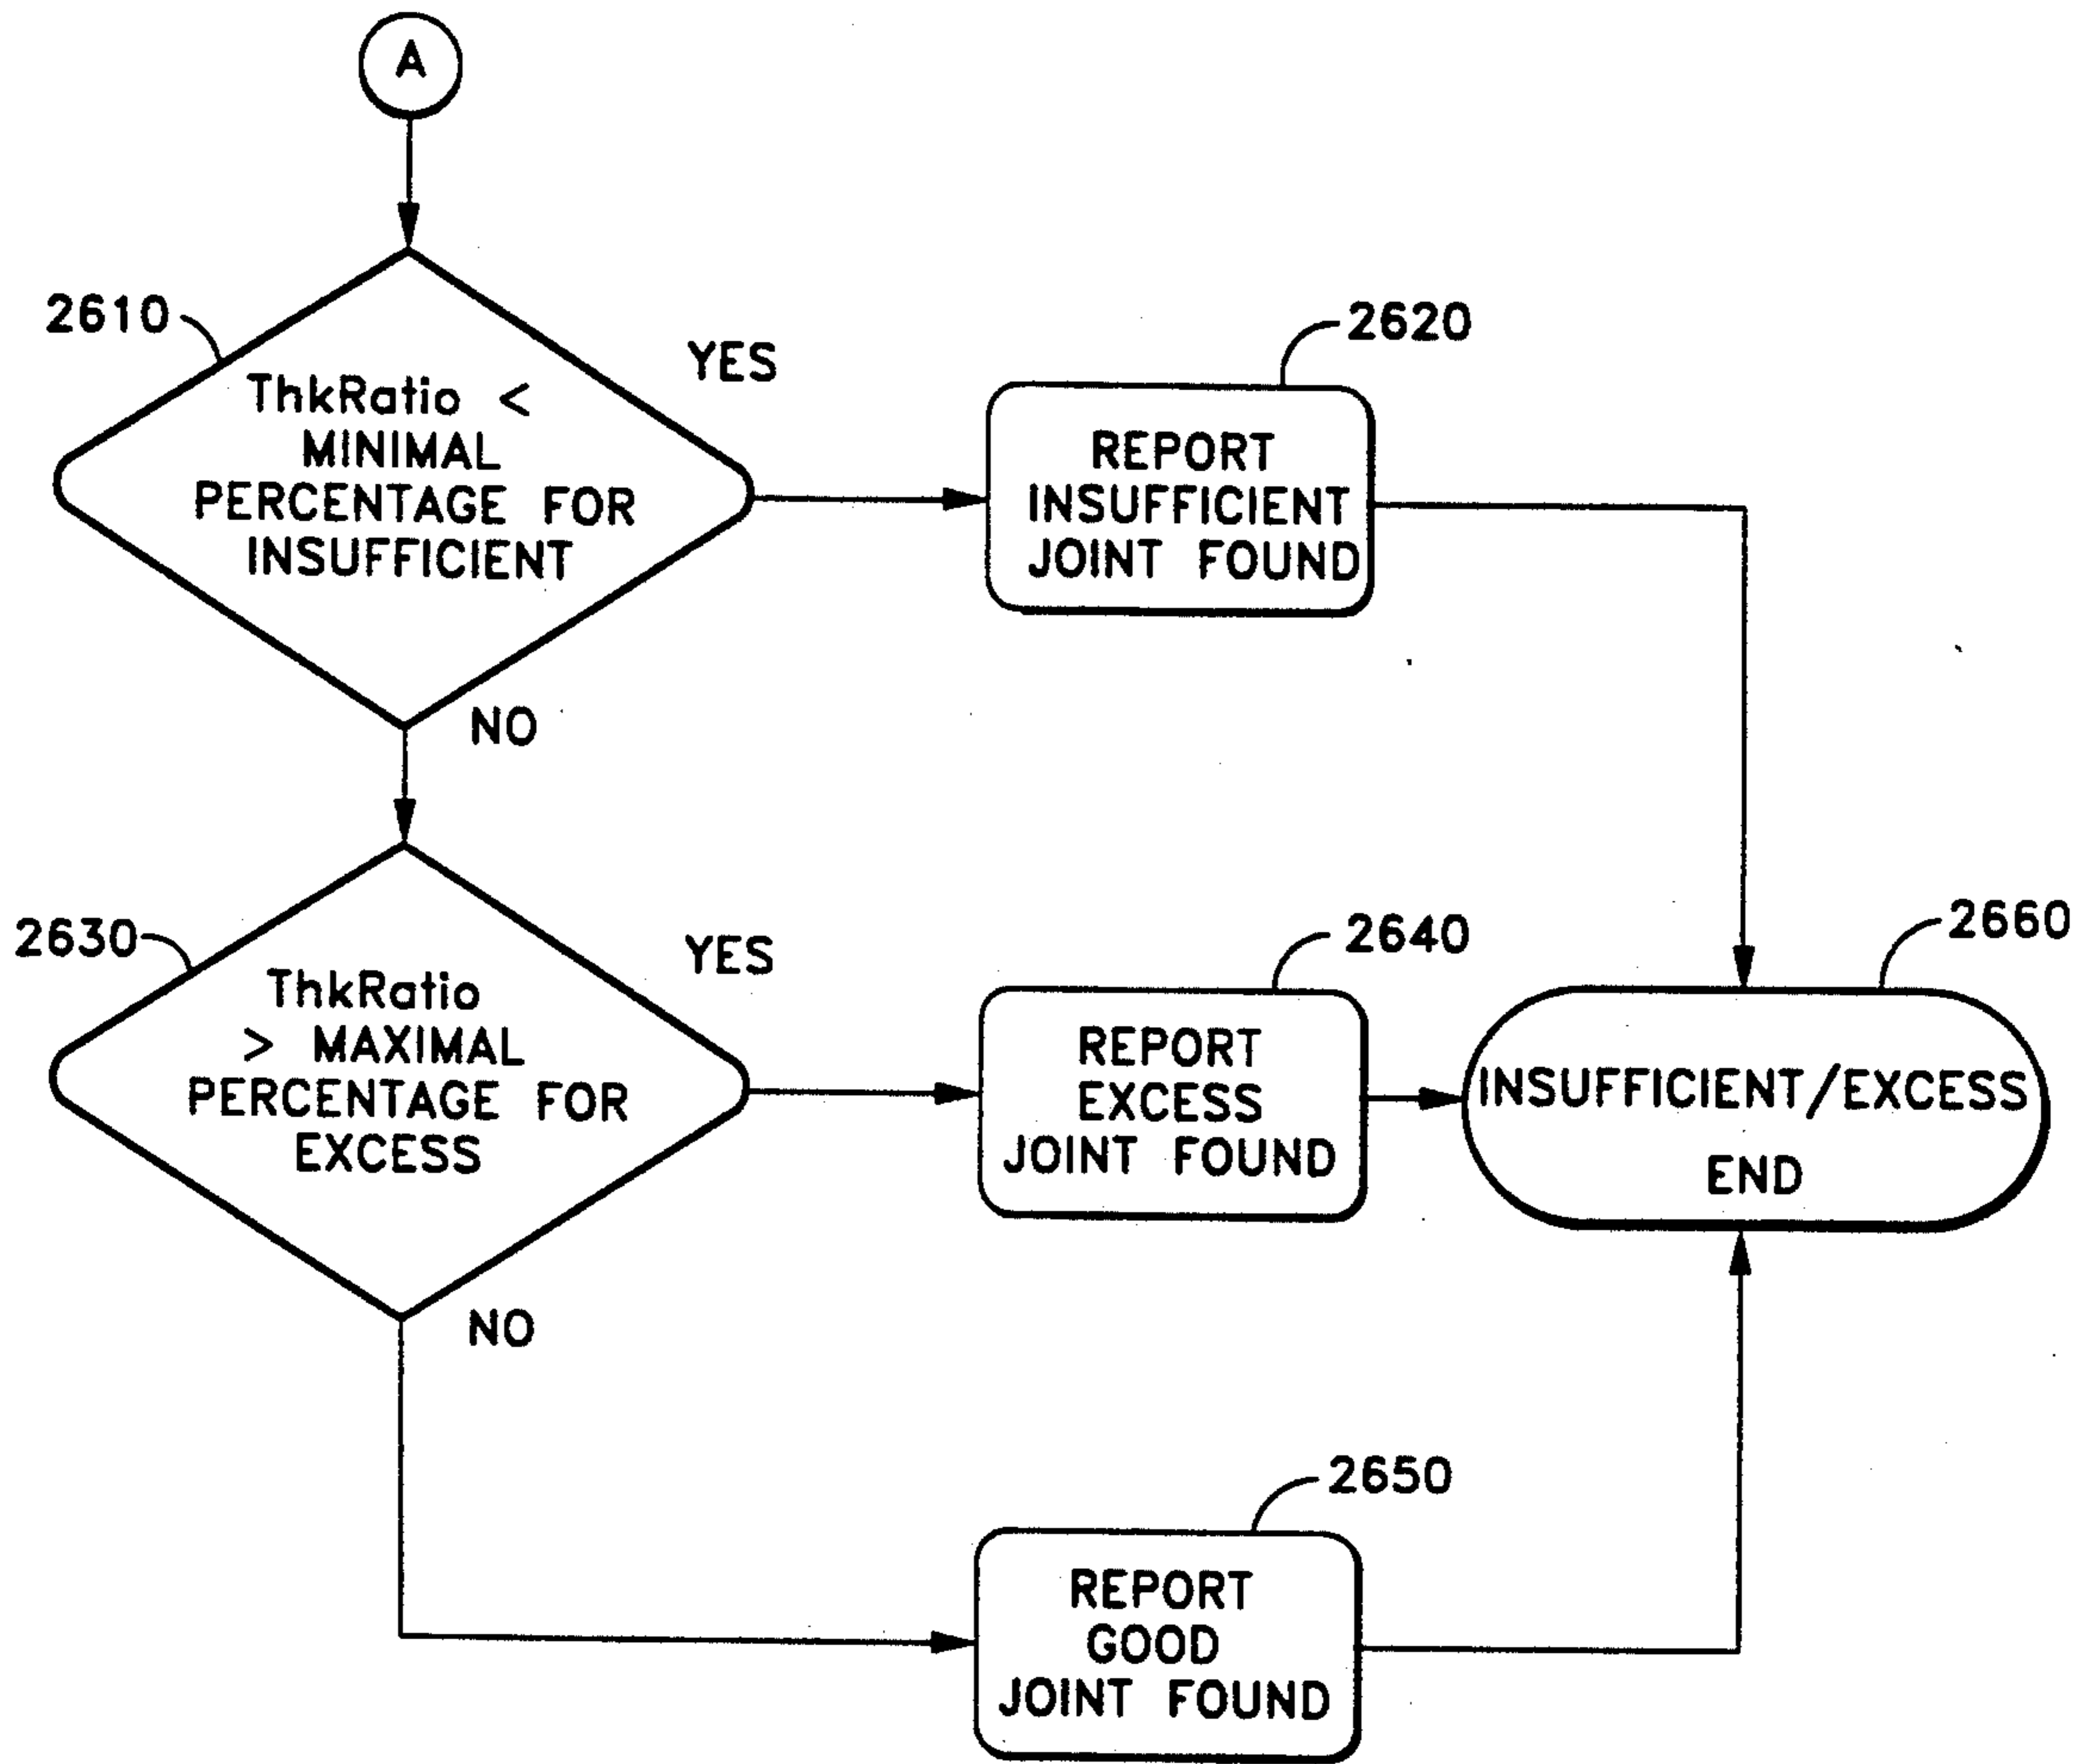 A
2610
ThkRatio <
MINIMAL
PERCENTAGE FOR
INSUFFICIENT
YES
2620
REPORT
INSUFFICIENT
JOINT FOUND
NO
2630
ThkRatio
> MAXIMAL
PERCENTAGE FOR
EXCESS
YES
2640
REPORT
EXCESS
JOINT FOUND
2660
INSUFFICIENT/EXCESS
END
NO
2650
REPORT
GOOD
JOINT FOUND